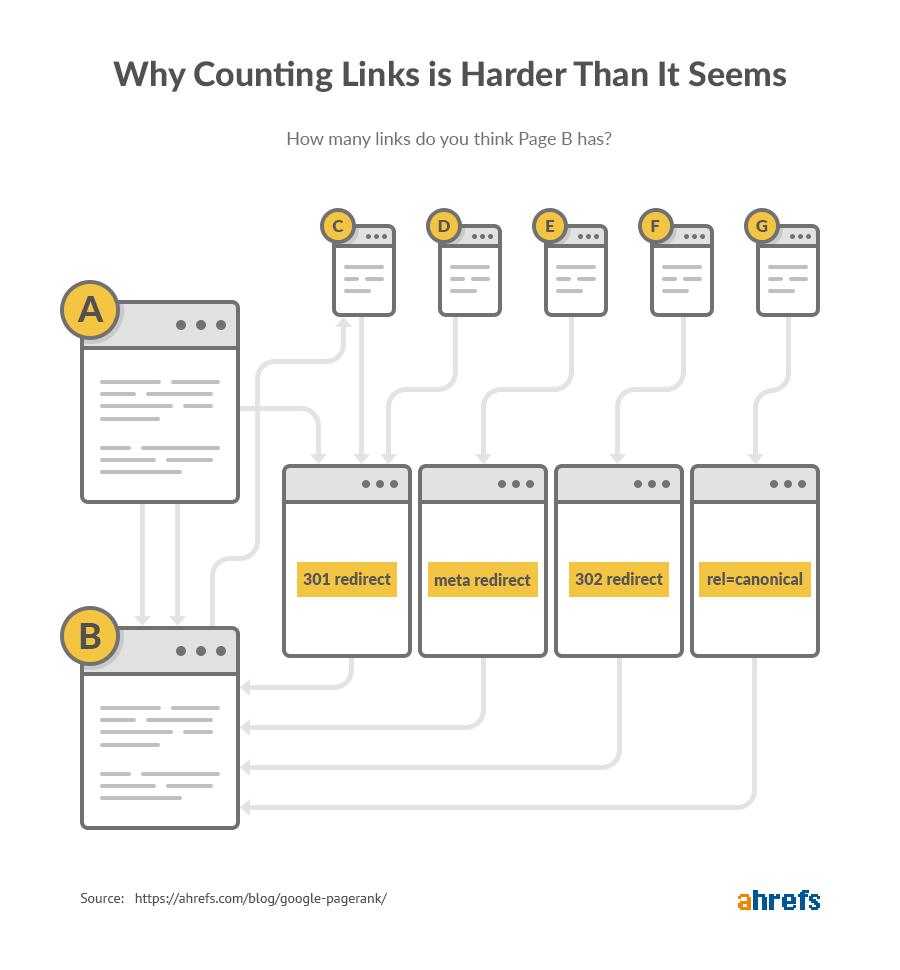 Why Counting Links is Harder Than It Seems
How many links do you think Page B has?
C
D
E
F
G
A
301 redirect
meta redirect
302 redirect
rel=canonical
B
Source: https://ahrefs.com/blog/google-pagerank/
ahrefs